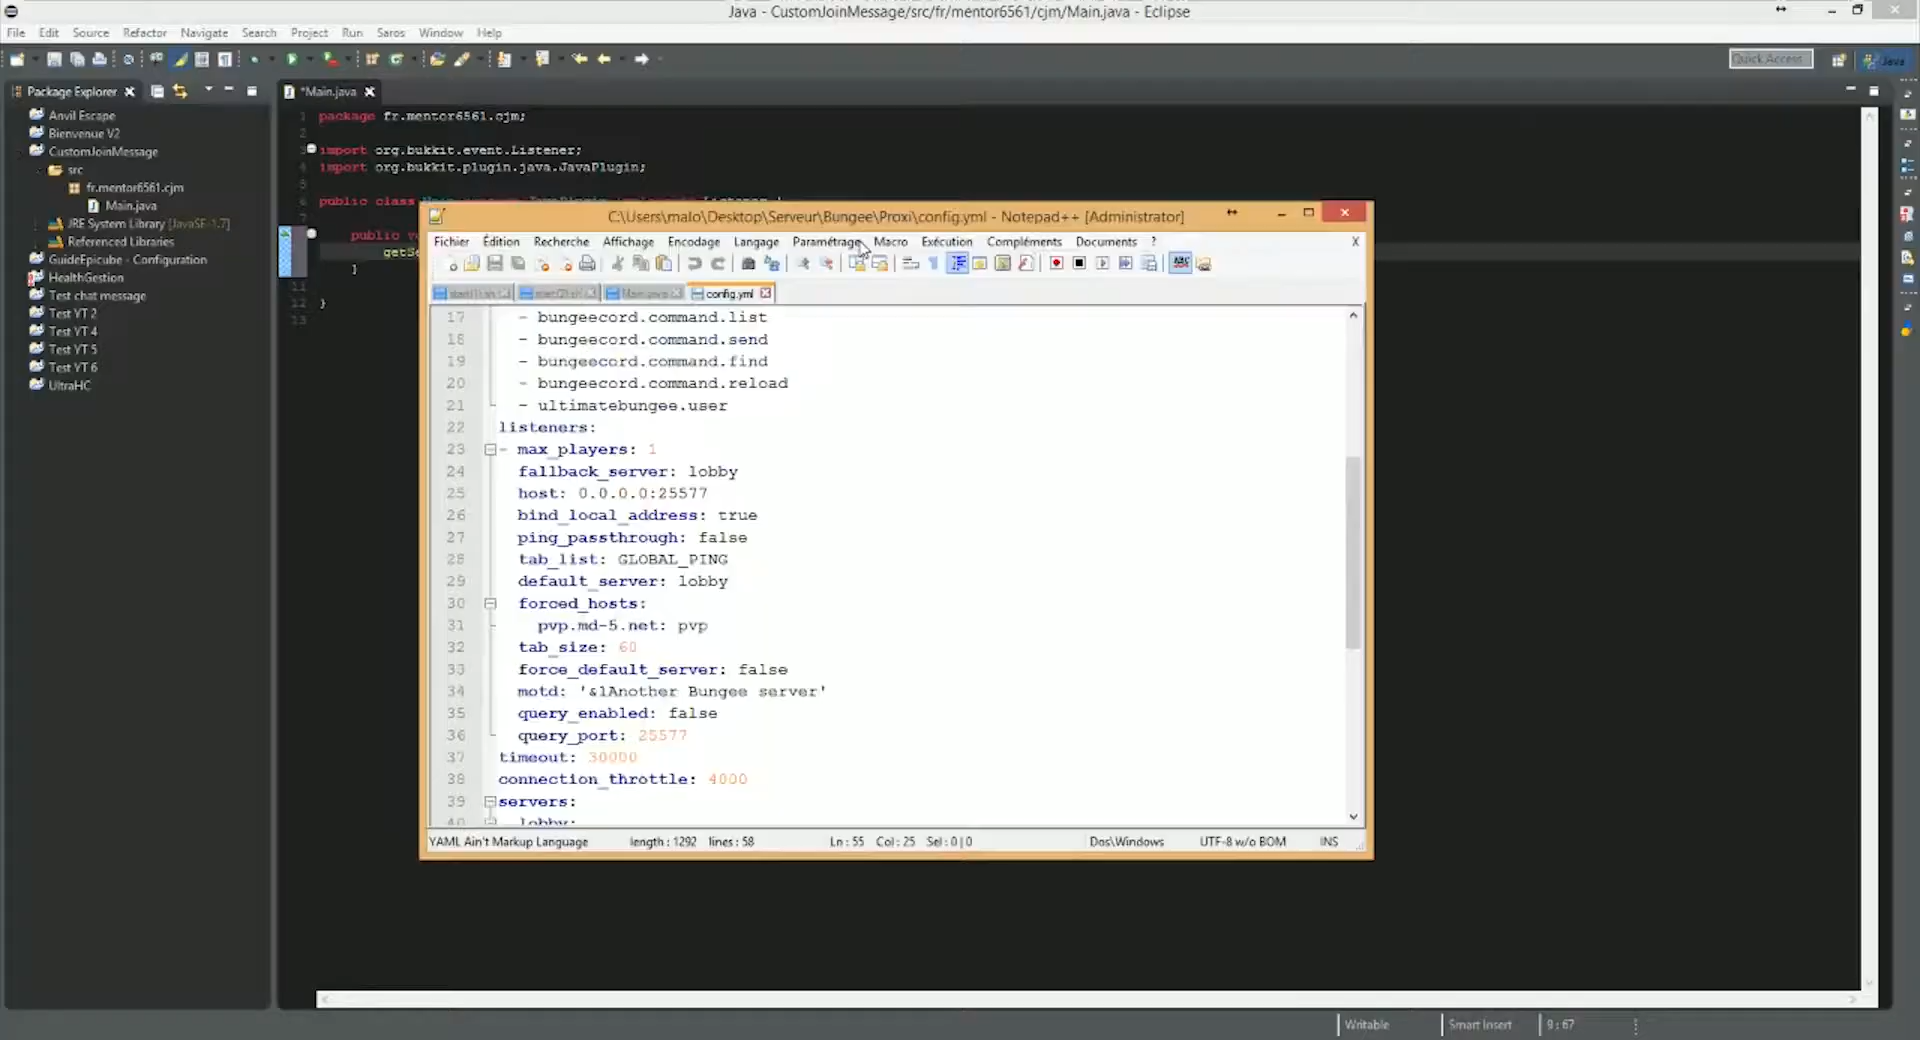 Java - CustomJoinMessage/src/fr/mentor6561/cjm/Main.java - Eclipse
File Edit Source Refactor Navigate Search Project Run Saros Window Help
Quick Access
Java
Package Explorer
*Main.java
Anvil Escape
Bienvenue V2
CustomJoinMessage
src
fr.mentor6561.cjm
Main.java
JRE System Library [JavaSE-1.7]
Referenced Libraries
GuideEpicube - Configuration
HealthGestion
Test chat message
Test YT 2
Test YT 4
Test YT 5
Test YT 6
UltraHC
1 package fr.mentor6561.cjm;
2
3 import org.bukkit.event.Listener;
4 import org.bukkit.plugin.java.JavaPlugin;
5
6 public class
7
public
}
11
12 }
13
C:\Users\malo\Desktop\Serveur\Bungee\Proxi\config.yml - Notepad++ [Administrator]
Fichier Édition Recherche Affichage Encodage Langage Paramétrage Macro Exécution Compléments Documents ? X
Main.java config.yml
17 - bungeecord.command.list
18 - bungeecord.command.send
19 - bungeecord.command.find
20 - bungeecord.command.reload
21 - ultimatebungee.user
22 listeners:
23 - max_players: 1
24 fallback_server: lobby
25 host: 0.0.0.0:25577
26 bind_local_address: true
27 ping_passthrough: false
28 tab_list: GLOBAL_PING
29 default_server: lobby
30 forced_hosts:
31 pvp.md-5.net: pvp
32 tab_size: 60
33 force_default_server: false
34 motd: '&1Another Bungee server'
35 query_enabled: false
36 query_port: 25577
37 timeout: 30000
38 connection_throttle: 4000
39 servers:
40 lobby:
YAML Ain't Markup Language length : 1292 lines : 58 Ln : 55 Col : 25 Sel : 0 | 0 Dos\Windows UTF-8 w/o BOM INS
Writable Smart Insert 9 : 67